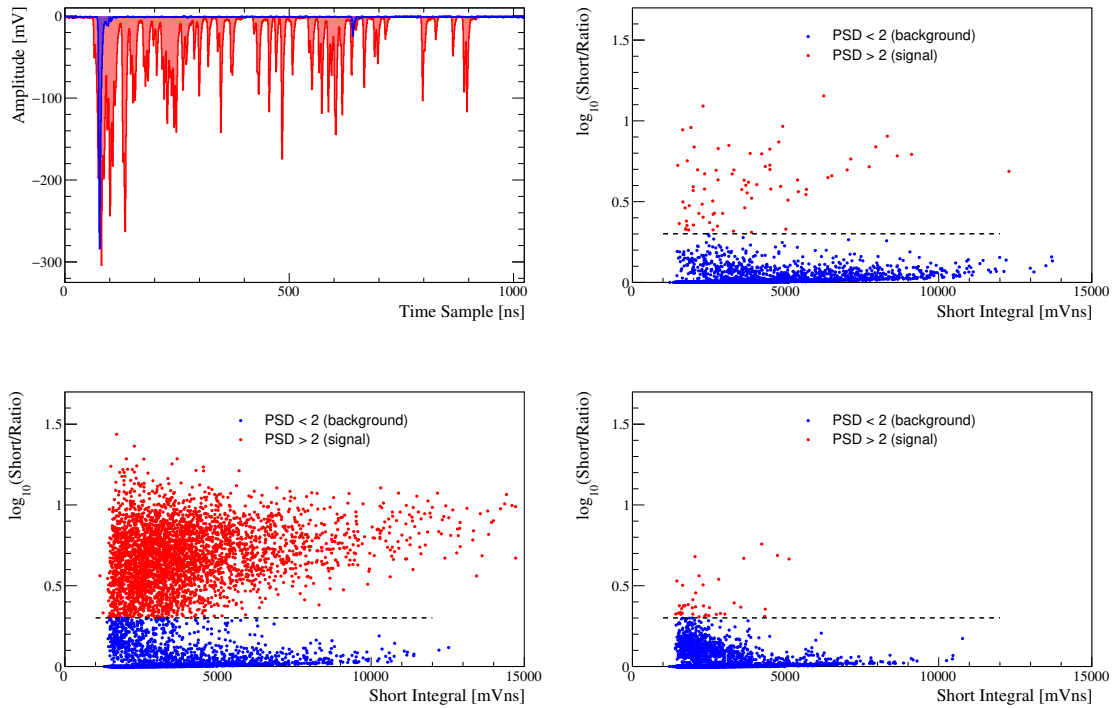 Amplitude [mV]
0
−100
−200
−300
0
500
1000
Time Sample [ns]
log10(Short/Ratio)
1.5
1
0.5
0
PSD < 2 (background)
PSD > 2 (signal)
0
5000
10000
15000
Short Integral [mVns]
log10(Short/Ratio)
1.5
1
0.5
0
PSD < 2 (background)
PSD > 2 (signal)
0
5000
10000
15000
Short Integral [mVns]
log10(Short/Ratio)
1.5
1
0.5
0
PSD < 2 (background)
PSD > 2 (signal)
0
5000
10000
15000
Short Integral [mVns]